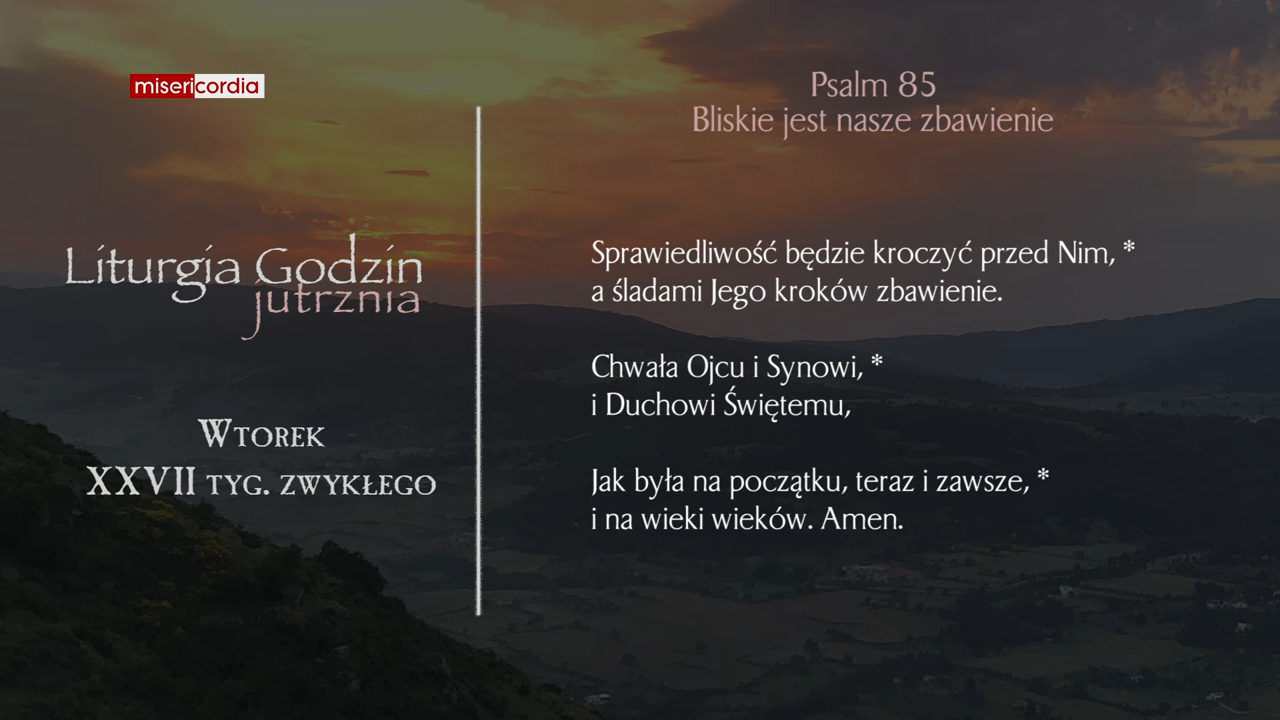 misericordia
Liturgia Godzin
jutrznia
Wtorek
XXVII tyg. zwykłego
Psalm 85
Bliskie jest nasze zbawienie
Sprawiedliwość będzie kroczyć przed Nim, *
a śladami Jego kroków zbawienie.
Chwała Ojcu i Synowi, *
i Duchowi Świętemu,
Jak była na początku, teraz i zawsze, *
i na wieki wieków. Amen.